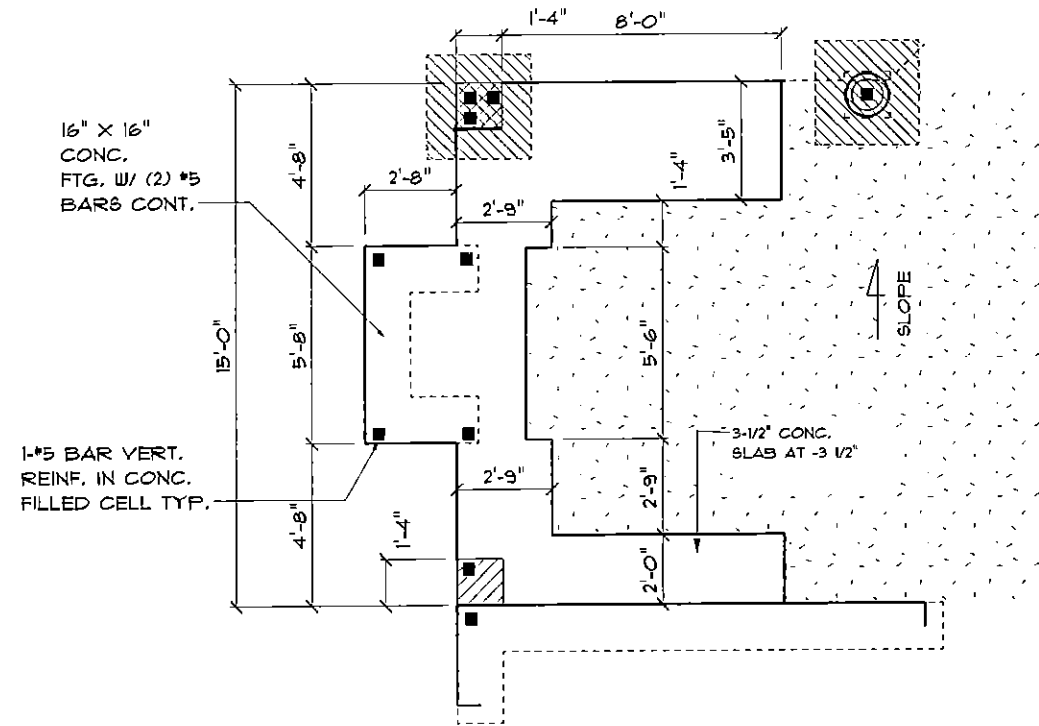 1'-4"
8'-0"
16" X 16"
CONC.
FTG. W/ (2) #5
BARS CONT.
4'-8"
2'-8"
2'-9"
3'-5"
1'-4"
15'-0"
5'-8"
5'-6"
SLOPE
3-1/2" CONC.
SLAB AT -3 1/2"
1-#5 BAR VERT.
REINF. IN CONC.
FILLED CELL TYP.
4'-8"
1'-4"
2'-9"
2'-9"
2'-0"